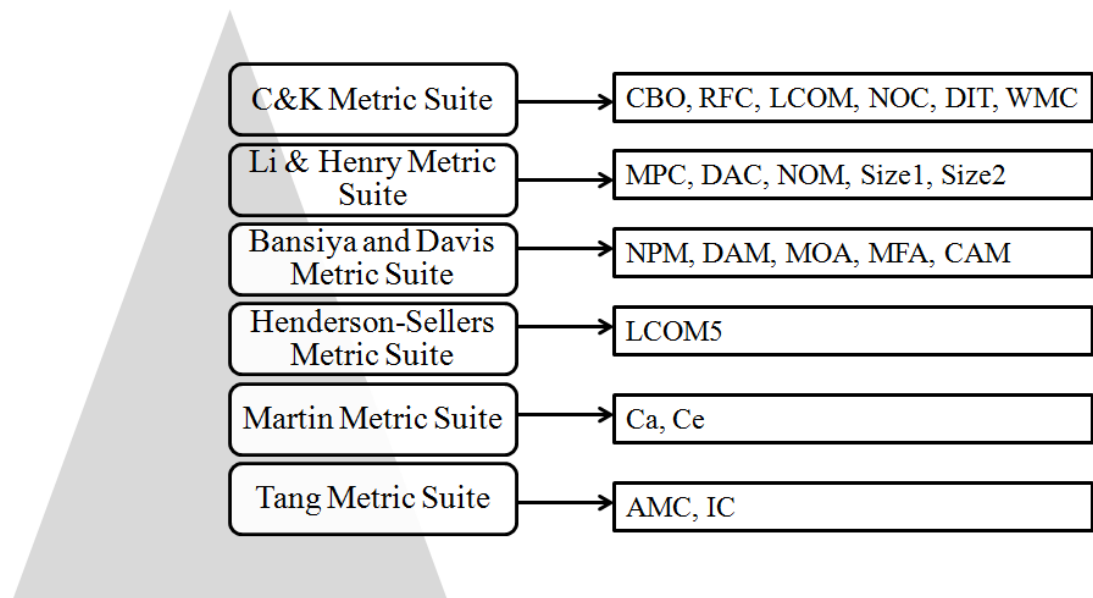 C&K Metric Suite
CBO, RFC, LCOM, NOC, DIT, WMC
Li & Henry Metric
Suite
MPC, DAC, NOM, Size1, Size2
Bansiya and Davis
Metric Suite
NPM, DAM, MOA, MFA, CAM
Henderson-Sellers
Metric Suite
LCOM5
Martin Metric Suite
Ca, Ce
Tang Metric Suite
AMC, IC